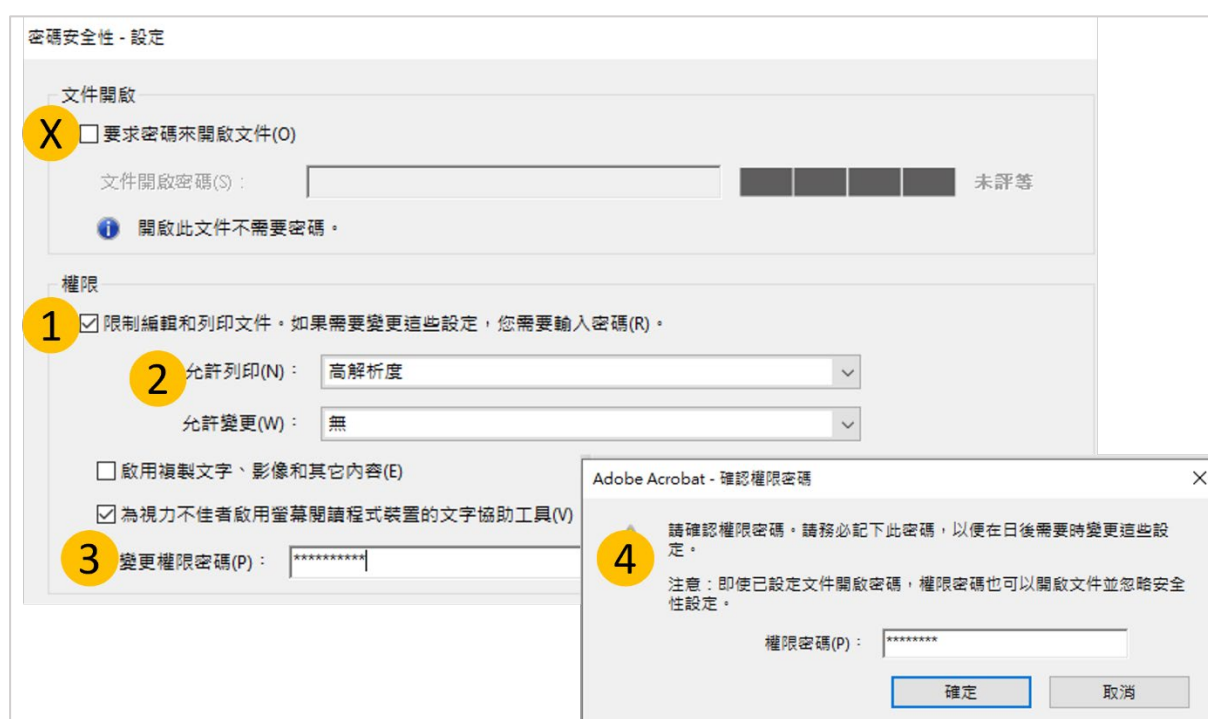 密碼安全性 - 設定
文件開啟
X
要求密碼來開啟文件(O)
文件開啟密碼(S)：
未評等
開啟此文件不需要密碼。
權限
1
限制編輯和列印文件。如果需要變更這些設定，您需要輸入密碼(R)。
2
允許列印(N)：
高解析度
允許變更(W)：
無
啟用複製文字、影像和其它內容(E)
為視力不佳者啟用螢幕閱讀程式裝置的文字協助工具(V)
3
變更權限密碼(P)：
**********
Adobe Acrobat - 確認權限密碼
4
請確認權限密碼。請務必記下此密碼，以便在日後需要時變更這些設
定。
注意：即使已設定文件開啟密碼，權限密碼也可以開啟文件並忽略安全
性設定。
權限密碼(P)：
********
確定
取消